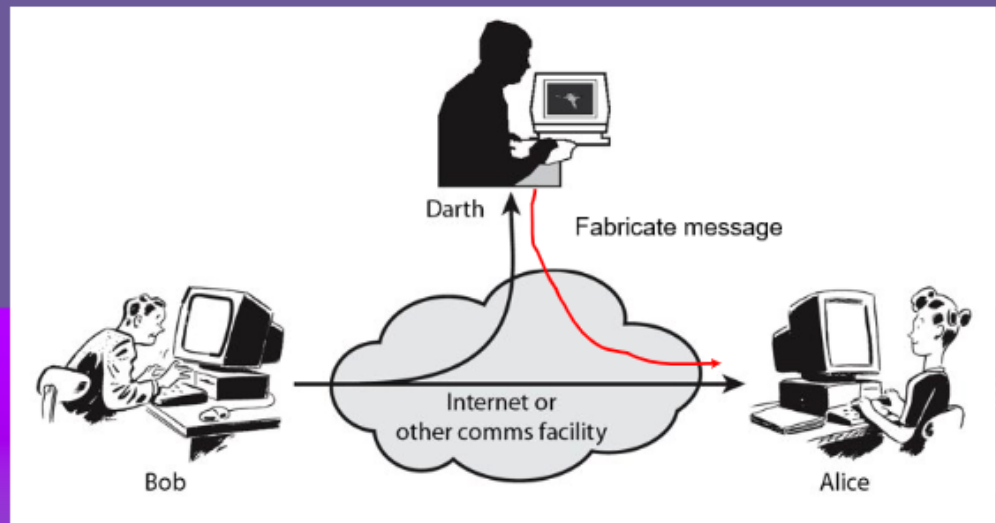 Darth
Fabricate message
Internet or
other comms facility
Bob
Alice